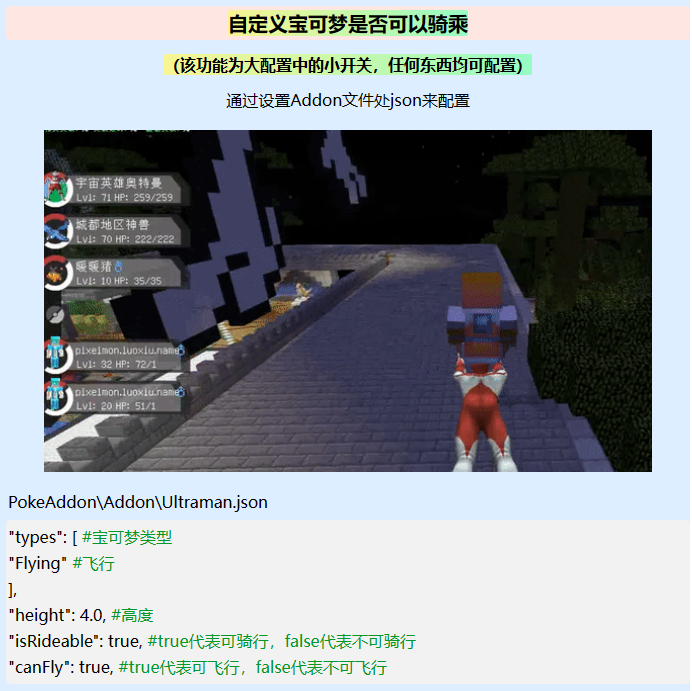 自定义宝可梦是否可以骑乘
（该功能为大配置中的小开关，任何东西均可配置）
通过设置Addon文件处json来配置
宇宙英雄奥特曼
Lvl: 71 HP: 259/259
城都地区神兽
Lvl: 70 HP: 222/222
暖暖猪
Lvl: 10 HP: 35/35
pixelmon.luoxiu.name
Lvl: 32 HP: 72/1
pixelmon.luoxiu.name
Lvl: 20 HP: 51/1
PokeAddon\Addon\Ultraman.json
"types": [ #宝可梦类型
"Flying" #飞行
],
"height": 4.0, #高度
"isRideable": true, #true代表可骑行，false代表不可骑行
"canFly": true, #true代表可飞行，false代表不可飞行